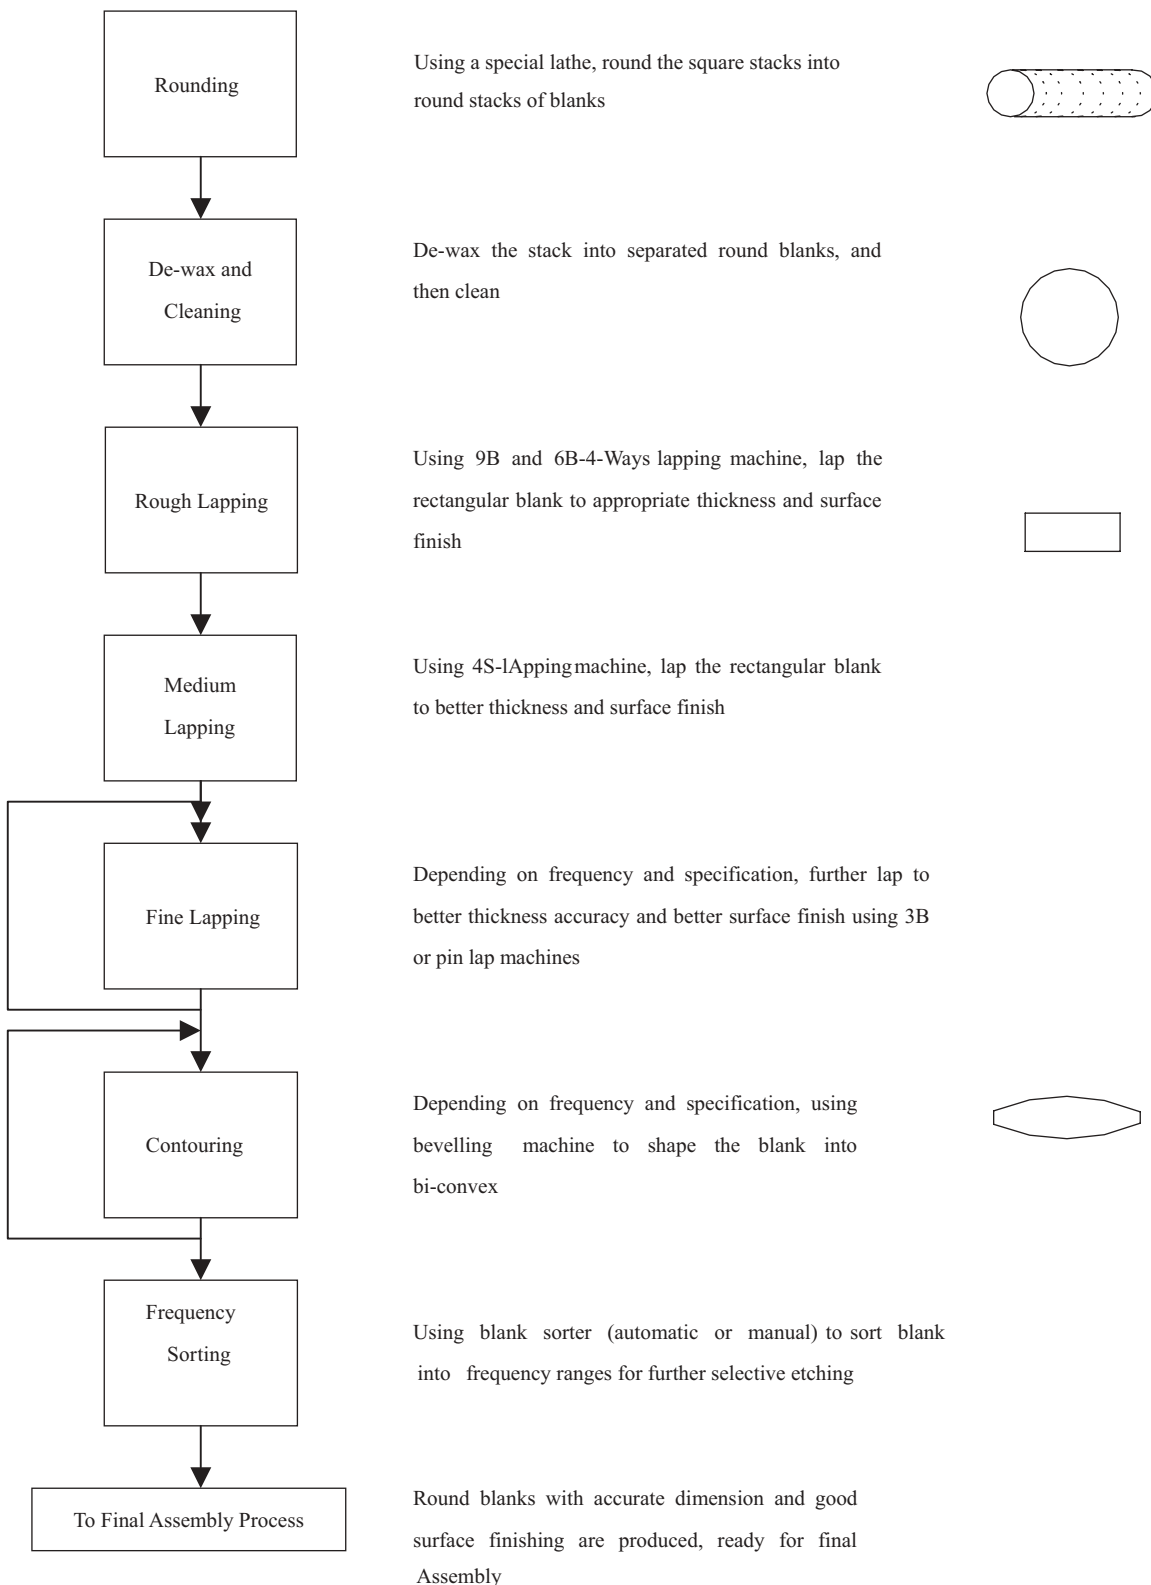 Rounding
Using a special lathe, round the square stacks into
round stacks of blanks
De-wax and
Cleaning
De-wax the stack into separated round blanks, and
then clean
Rough Lapping
Using 9B and 6B-4-Ways lapping machine, lap the
rectangular blank to appropriate thickness and surface
finish
Medium
Lapping
Using 4S-lApping machine, lap the rectangular blank
to better thickness and surface finish
Fine Lapping
Depending on frequency and specification, further lap to
better thickness accuracy and better surface finish using 3B
or pin lap machines
Contouring
Depending on frequency and specification, using
bevelling machine to shape the blank into
bi-convex
Frequency
Sorting
Using blank sorter (automatic or manual) to sort blank
into frequency ranges for further selective etching
To Final Assembly Process
Round blanks with accurate dimension and good
surface finishing are produced, ready for final
Assembly